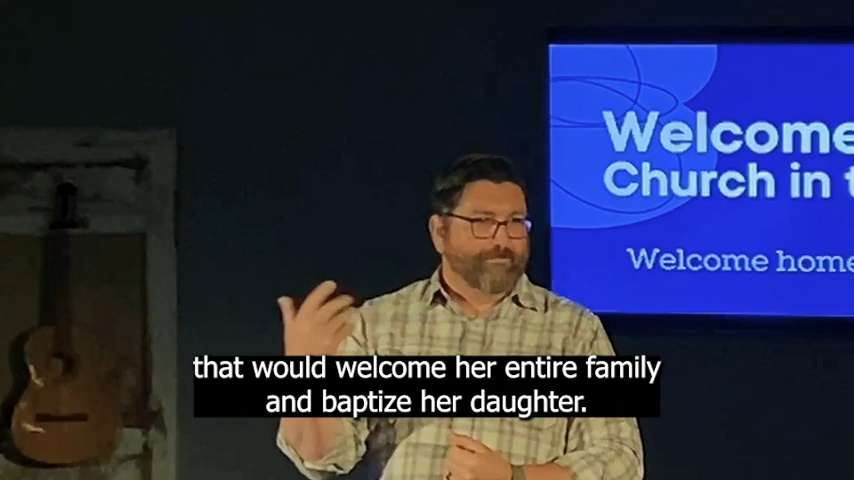 Welcome
Church in
Welcome home
that would welcome her entire family
and baptize her daughter.